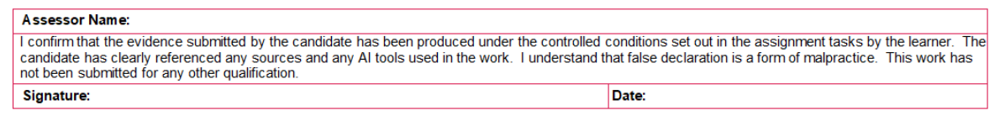 Assessor Name:
I confirm that the evidence submitted by the candidate has been produced under the controlled conditions set out in the assignment tasks by the learner.  The
candidate has clearly referenced any sources and any AI tools used in the work.  I understand that false declaration is a form of malpractice.  This work has
not been submitted for any other qualification.
Signature: Date: